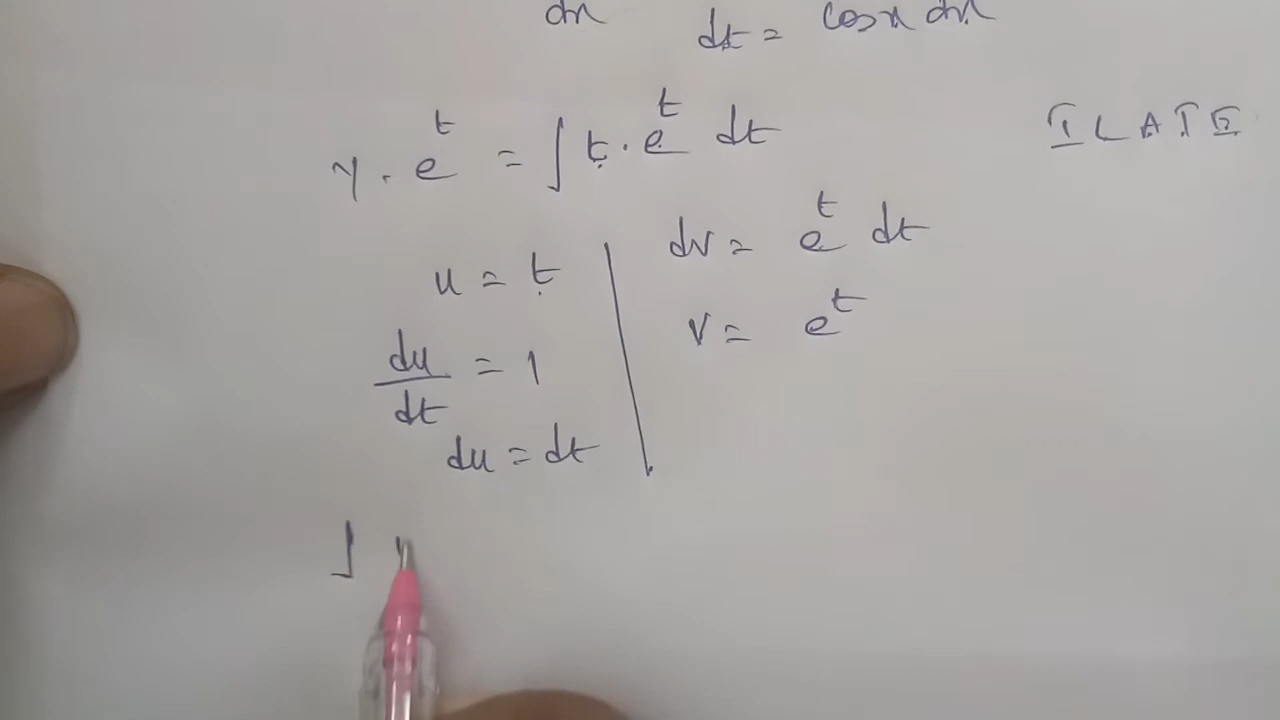 dx dt = cos x dx
y . e^t = ∫ t . e^t dt ILATE
u = t dv = e^t dt
du/dt = 1 v = e^t
du = dt
∫